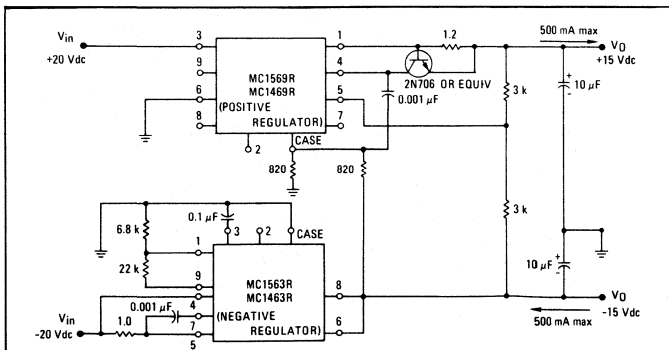 Vin
+20 Vdc
3
9
6
8
MC1569R
MC1469R
(POSITIVE
REGULATOR)
1
4
5
7
2
CASE
1.2
2N706 OR EQUIV
0.001 µF
500 mA max
VO
+15 Vdc
3 k
10 µF
+
-
820
820
3 k
0.1 µF
6.8 k
22 k
3
2
CASE
1
9
4
7
5
MC1563R
MC1463R
(NEGATIVE
REGULATOR)
8
6
0.001 µF
Vin
-20 Vdc
1.0
+
10 µF
-
VO
-15 Vdc
500 mA max